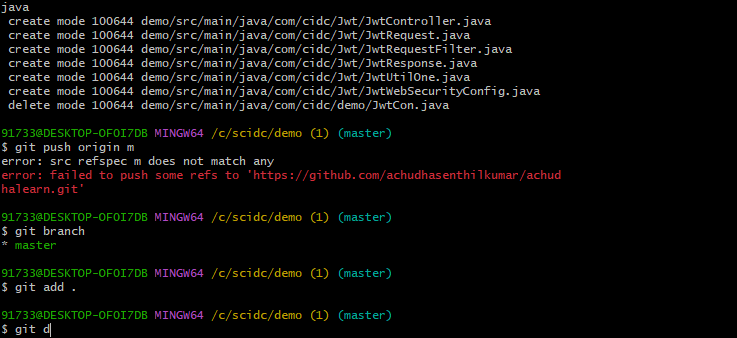 java
 create mode 100644 demo/src/main/java/com/cidc/Jwt/JwtController.java
 create mode 100644 demo/src/main/java/com/cidc/Jwt/JwtRequest.java
 create mode 100644 demo/src/main/java/com/cidc/Jwt/JwtRequestFilter.java
 create mode 100644 demo/src/main/java/com/cidc/Jwt/JwtResponse.java
 create mode 100644 demo/src/main/java/com/cidc/Jwt/JwtUtilOne.java
 create mode 100644 demo/src/main/java/com/cidc/Jwt/JwtWebSecurityConfig.java
 delete mode 100644 demo/src/main/java/com/cidc/demo/JwtCon.java
91733@DESKTOP-OFOI7DB MINGW64 /c/scidc/demo (1) (master)
$ git push origin m
error: src refspec m does not match any
error: failed to push some refs to 'https://github.com/achudhasenthilkumar/achud
halearn.git'
91733@DESKTOP-OFOI7DB MINGW64 /c/scidc/demo (1) (master)
$ git branch
* master
91733@DESKTOP-OFOI7DB MINGW64 /c/scidc/demo (1) (master)
$ git add .
91733@DESKTOP-OFOI7DB MINGW64 /c/scidc/demo (1) (master)
$ git d